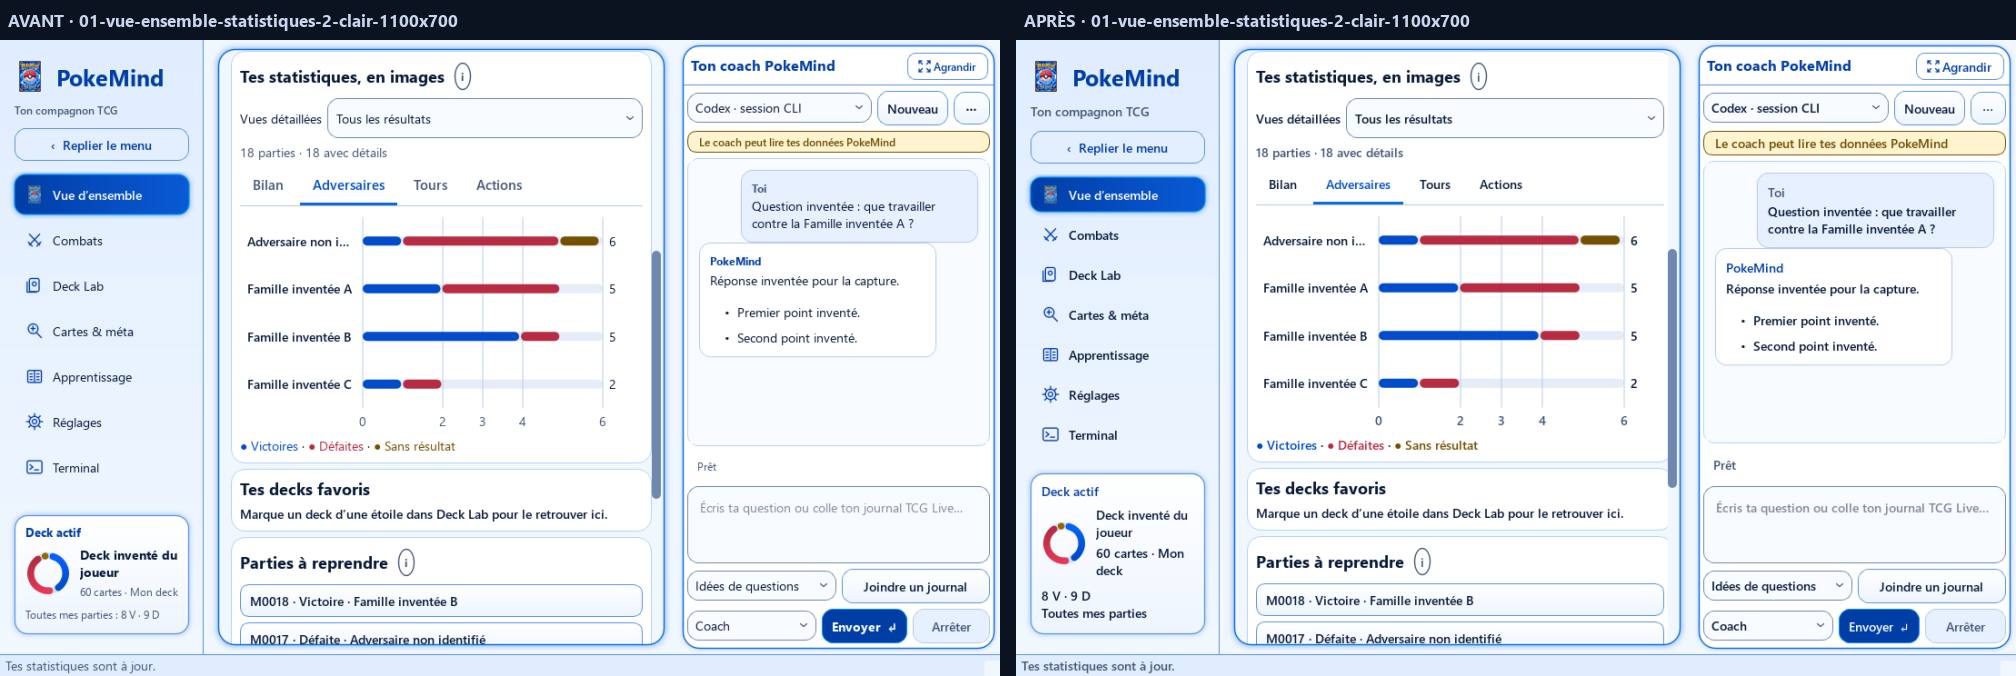 AVANT · 01-vue-ensemble-statistiques-2-clair-1100x700
PokeMind
Ton compagnon TCG
‹ Replier le menu
Vue d'ensemble
Combats
Deck Lab
Cartes & méta
Apprentissage
Réglages
Terminal
Deck actif
Deck inventé du
joueur
60 cartes · Mon deck
Toutes mes parties : 8 V · 9 D
Tes statistiques, en images i
Vues détaillées Tous les résultats
18 parties · 18 avec détails
Bilan Adversaires Tours Actions
Adversaire non i... 6
Famille inventée A 5
Famille inventée B 5
Famille inventée C 2
0 2 3 4 6
● Victoires · ● Défaites · ● Sans résultat
Tes decks favoris
Marque un deck d'une étoile dans Deck Lab pour le retrouver ici.
Parties à reprendre i
M0018 · Victoire · Famille inventée B
M0017 · Défaite · Adversaire non identifié
Ton coach PokeMind Agrandir
Codex · session CLI Nouveau ...
Le coach peut lire tes données PokeMind
Toi
Question inventée : que travailler
contre la Famille inventée A ?
PokeMind
Réponse inventée pour la capture.
• Premier point inventé.
• Second point inventé.
Prêt
Écris ta question ou colle ton journal TCG Live...
Idées de questions Joindre un journal
Coach Envoyer ↲ Arrêter
Tes statistiques sont à jour.
APRÈS · 01-vue-ensemble-statistiques-2-clair-1100x700
PokeMind
Ton compagnon TCG
‹ Replier le menu
Vue d'ensemble
Combats
Deck Lab
Cartes & méta
Apprentissage
Réglages
Terminal
Deck actif
Deck inventé du
joueur
60 cartes · Mon
deck
8 V · 9 D
Toutes mes parties
Tes statistiques, en images i
Vues détaillées Tous les résultats
18 parties · 18 avec détails
Bilan Adversaires Tours Actions
Adversaire non i... 6
Famille inventée A 5
Famille inventée B 5
Famille inventée C 2
0 2 3 4 6
● Victoires · ● Défaites · ● Sans résultat
Tes decks favoris
Marque un deck d'une étoile dans Deck Lab pour le retrouver ici.
Parties à reprendre i
M0018 · Victoire · Famille inventée B
M0017 · Défaite · Adversaire non identifié
Ton coach PokeMind Agrandir
Codex · session CLI Nouveau ...
Le coach peut lire tes données PokeMind
Toi
Question inventée : que travailler
contre la Famille inventée A ?
PokeMind
Réponse inventée pour la capture.
• Premier point inventé.
• Second point inventé.
Prêt
Écris ta question ou colle ton journal TCG Live...
Idées de questions Joindre un journal
Coach Envoyer ↲ Arrêter
Tes statistiques sont à jour.